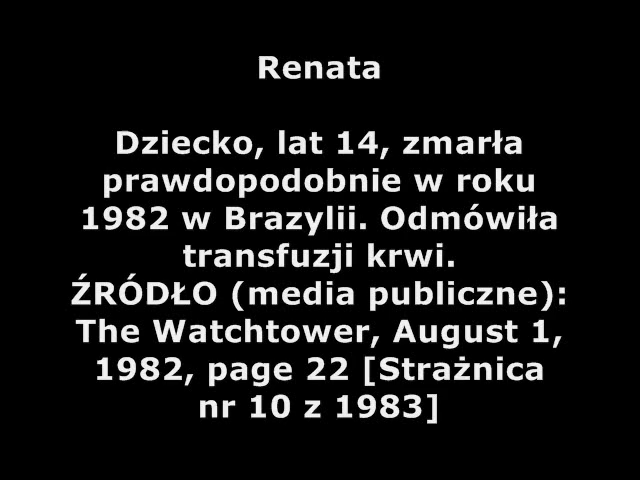 Renata
Dziecko, lat 14, zmarła
prawdopodobnie w roku
1982 w Brazylii. Odmówiła
transfuzji krwi.
ŹRÓDŁO (media publiczne):
The Watchtower, August 1,
1982, page 22 [Strażnica
nr 10 z 1983]